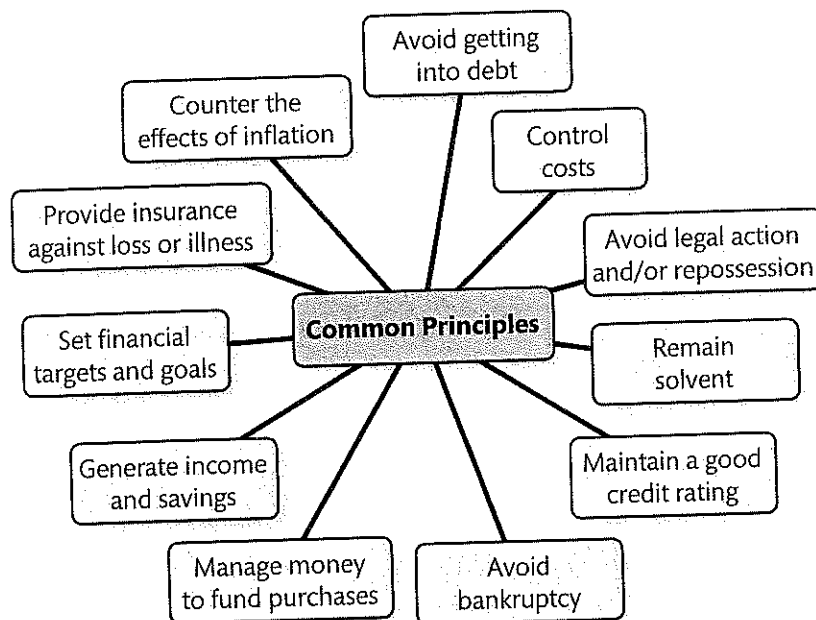 Avoid getting
into debt
Counter the
effects of inflation
Control
costs
Provide insurance
against loss or illness
Avoid legal action
and/or repossession
Common Principles
Set financial
targets and goals
Remain
solvent
Generate income
and savings
Maintain a good
credit rating
Manage money
to fund purchases
Avoid
bankruptcy